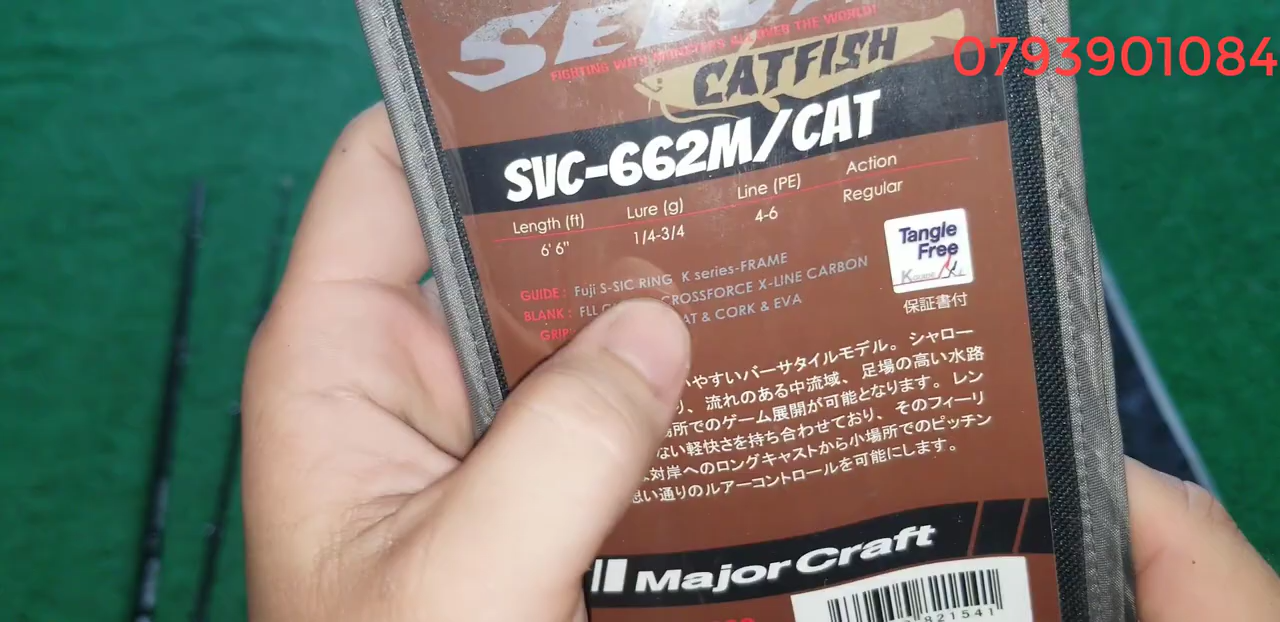 FIGHTING WITH MONSTERS ALL OVER THE WORLD!
CATFISH
0793901084
SVC-662M/CAT
Length (ft) Lure (g) Line (PE) Action
6' 6" 1/4-3/4 4-6 Regular
Tangle
Free
K GUIDE
GUIDE : Fuji S-SIC RING K series-FRAME
BLANK : CROSSFORCE X-LINE CARBON
& CORK & EVA
保証書付
やすいバーサタイルモデル。シャロー
、流れのある中流域、足場の高い水路
場所でのゲーム展開が可能となります。レン
ない軽快さを持ち合わせており、そのフィーリ
対岸へのロングキャストから小場所でのピッチン
思い通りのルアーコントロールを可能にします。
Major Craft
821541